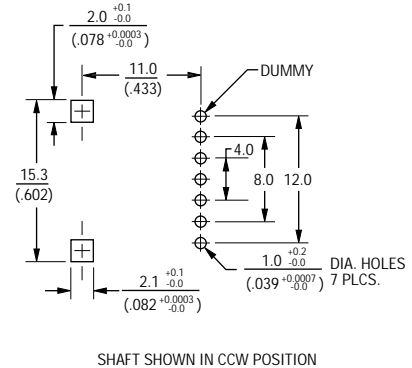 2.0 +0.1 -0.0
(.078 +0.0003 -0.0)
11.0
(.433)
DUMMY
4.0
15.3
(.602)
8.0
12.0
1.0 +0.2 -0.0
(.039 +0.0007 -0.0)
DIA. HOLES
7 PLCS.
2.1 +0.1 -0.0
(.082 +0.0003 -0.0)
SHAFT SHOWN IN CCW POSITION